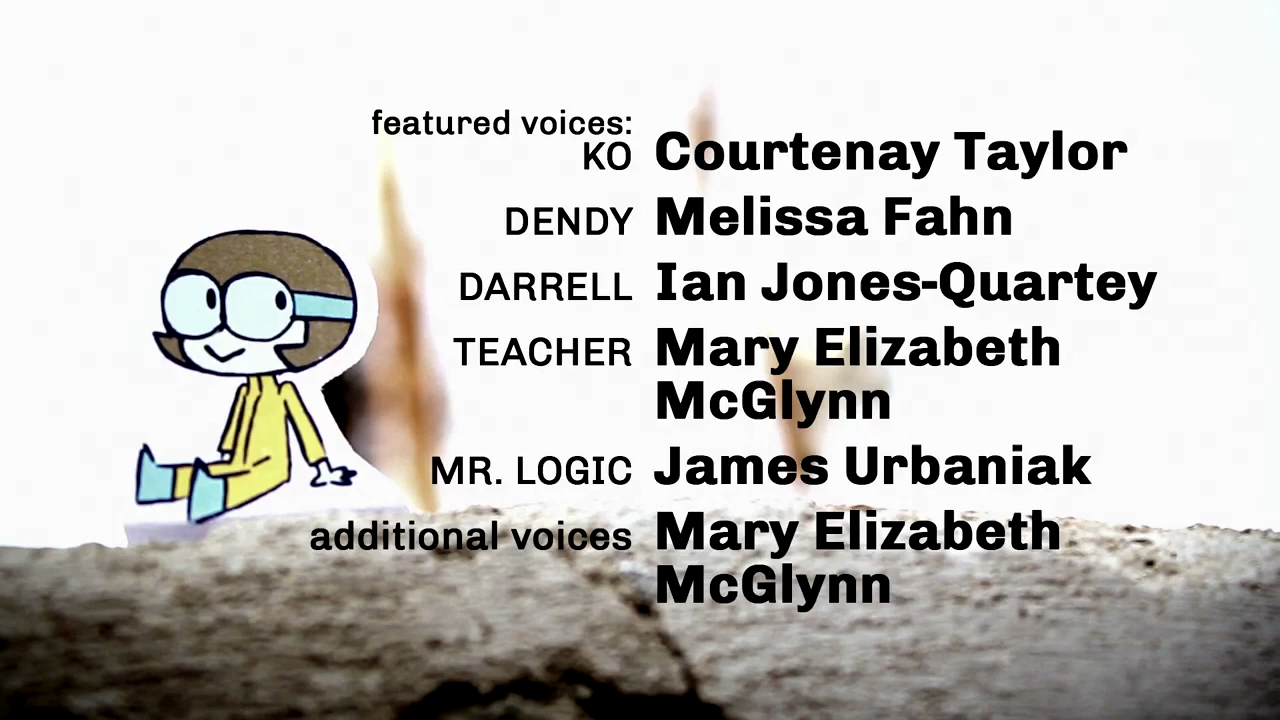 featured voices:
KO Courtenay Taylor
DENDY Melissa Fahn
DARRELL Ian Jones-Quartey
TEACHER Mary Elizabeth
McGlynn
MR. LOGIC James Urbaniak
additional voices Mary Elizabeth
McGlynn